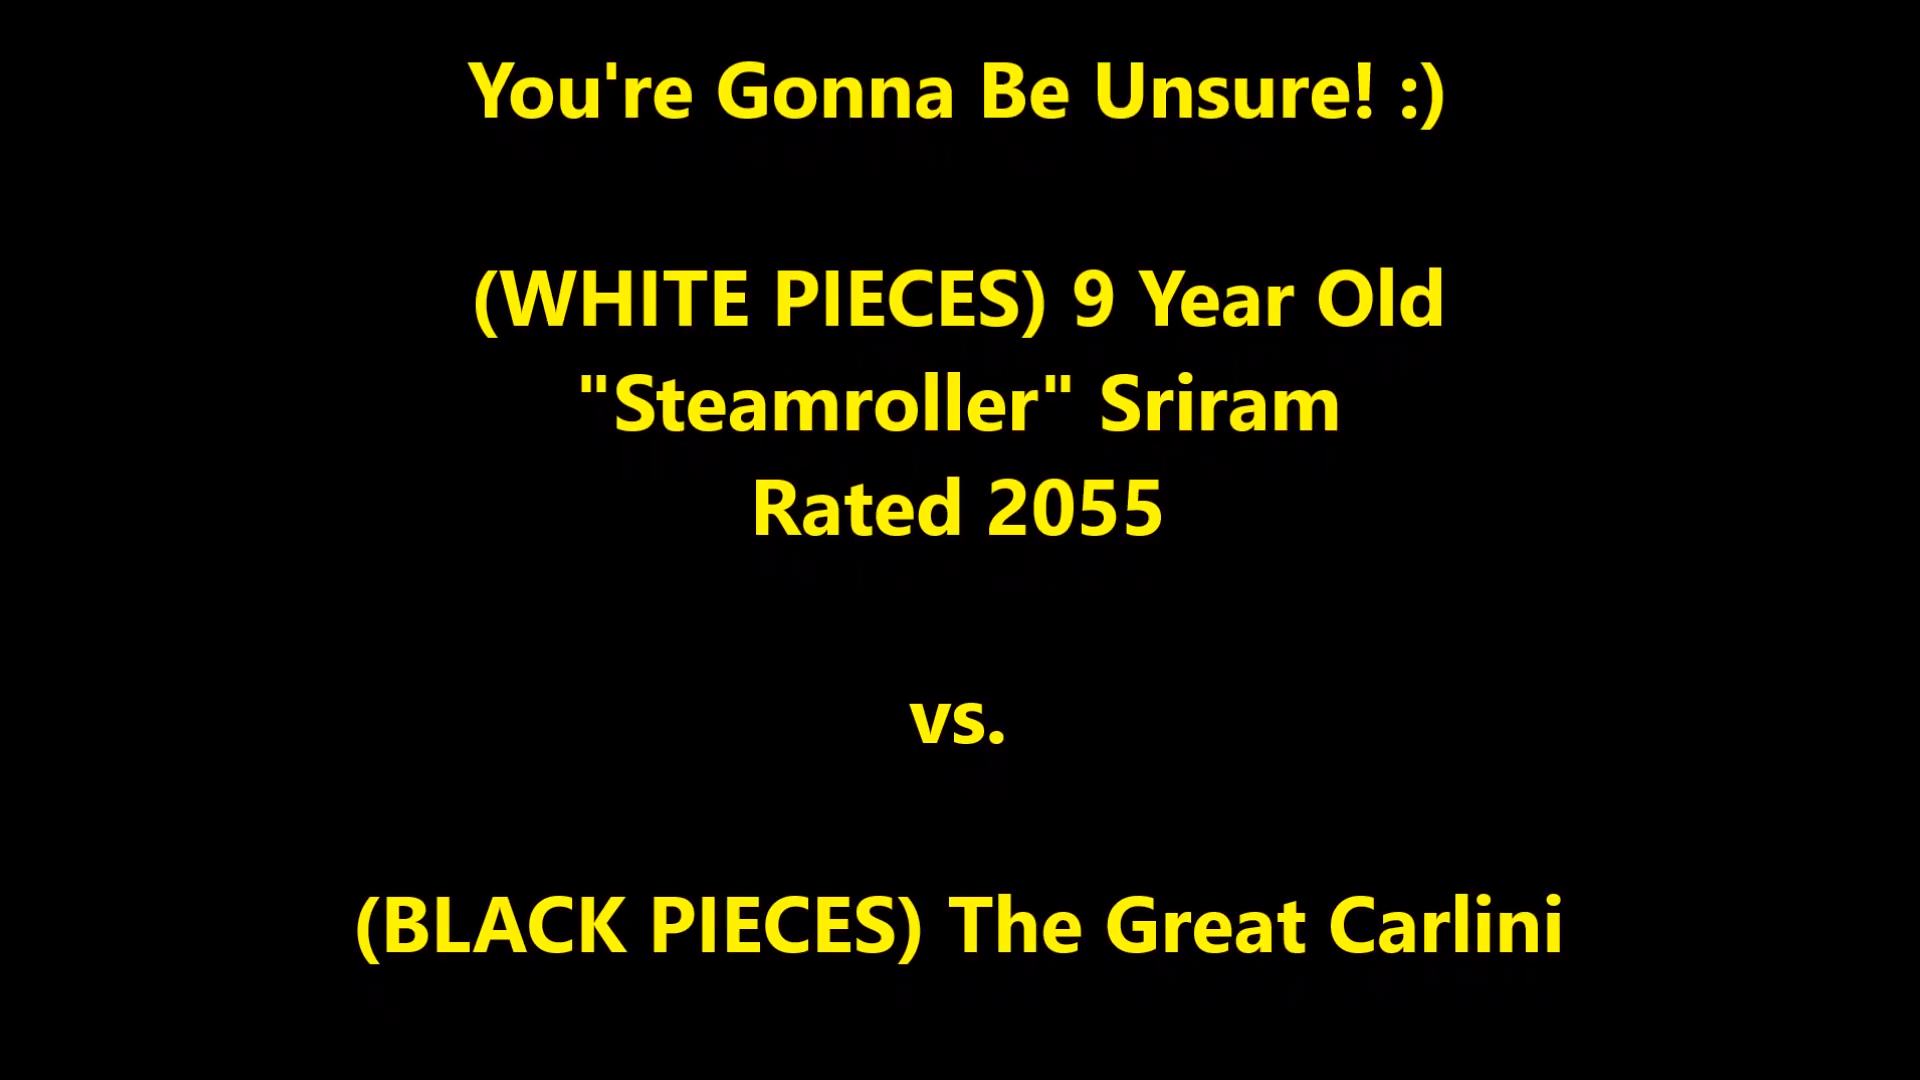 You're Gonna Be Unsure! :)
(WHITE PIECES) 9 Year Old
"Steamroller" Sriram
Rated 2055
vs.
(BLACK PIECES) The Great Carlini